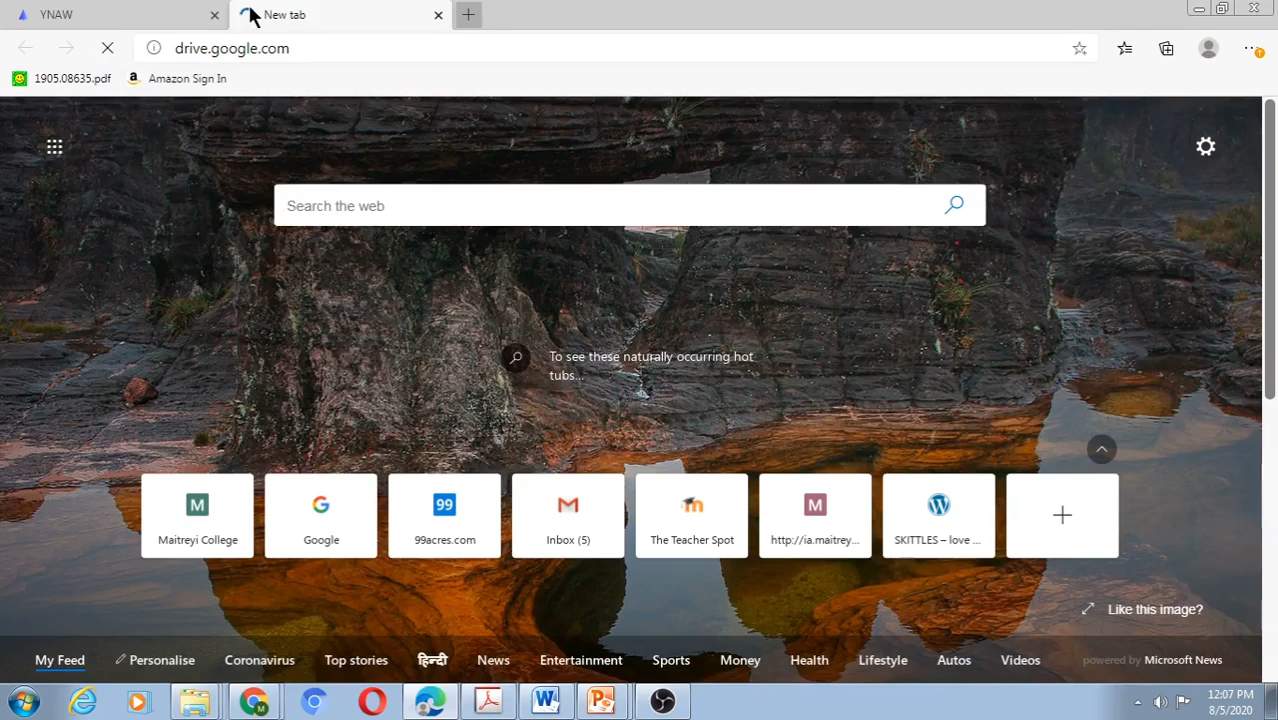 YNAW
New tab
drive.google.com
1905.08635.pdf
Amazon Sign In
Search the web
To see these naturally occurring hot
tubs...
M
99
M
Maitreyi College
Google
99acres.com
Inbox (5)
The Teacher Spot
http://ia.maitrey...
SKITTLES – love ...
Like this image?
My Feed
Personalise
Coronavirus
Top stories
हिन्दी
News
Entertainment
Sports
Money
Health
Lifestyle
Autos
Videos
powered by Microsoft News
12:07 PM
8/5/2020